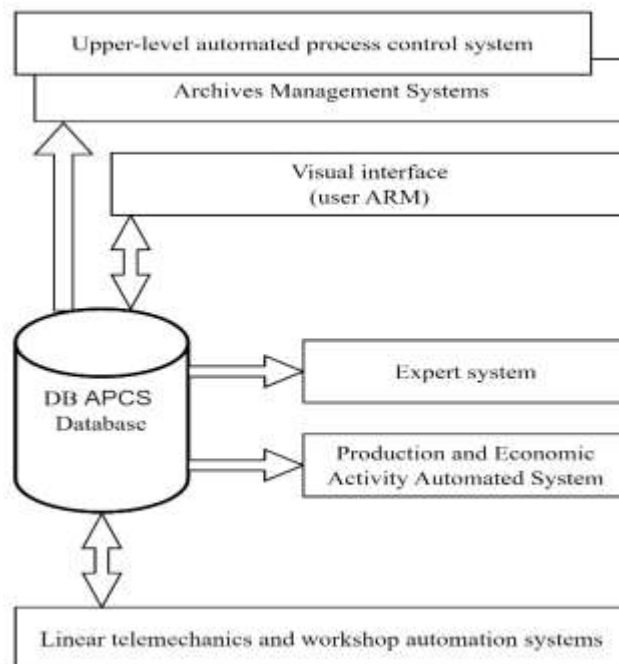 Upper-level automated process control system
Archives Management Systems
Visual interface
(user ARM)
Expert system
DB APCS
Database
Production and Economic
Activity Automated System
Linear telemechanics and workshop automation systems